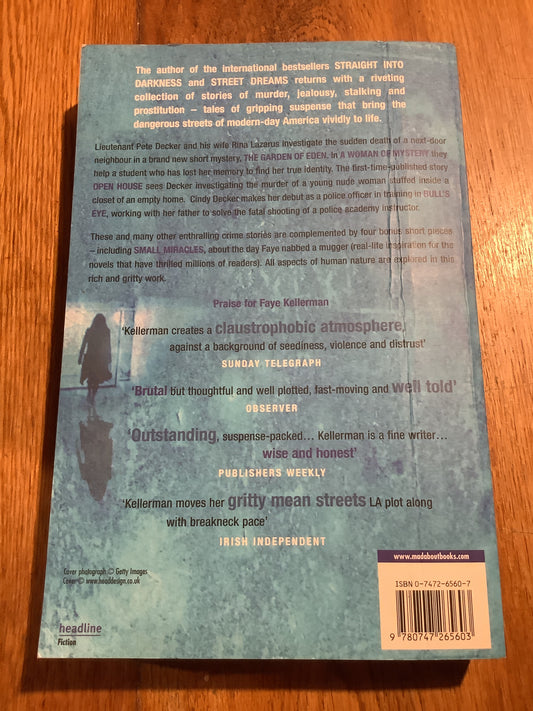 The author of the international bestsellers STRAIGHT INTO
DARKNESS and STREET DREAMS returns with a riveting
collection of stories of murder, jealousy, stalking and
prostitution – tales of gripping suspense that bring the
dangerous streets of modern-day America vividly to life.
Lieutenant Pete Decker and his wife Rina Lazarus investigate the sudden death of a next-door
neighbour in a brand new short mystery, THE GARDEN OF EDEN. In A WOMAN OF MYSTERY they
help a student who has lost her memory to find her true identity. The first-time-published story
OPEN HOUSE sees Decker investigating the murder of a young nude woman stuffed inside a
closet of an empty home. Cindy Decker makes her debut as a police officer in training in BULL'S
EYE, working with her father to solve the fatal shooting of a police academy instructor.
These and many other enthralling crime stories are complemented by four bonus short pieces
– including SMALL MIRACLES, about the day Faye nabbed a mugger (real-life inspiration for the
novels that have thrilled millions of readers). All aspects of human nature are explored in this
rich and gritty work.
Praise for Faye Kellerman
'Kellerman creates a claustrophobic atmosphere,
against a background of seediness, violence and distrust'
SUNDAY TELEGRAPH
'Brutal but thoughtful and well plotted, fast-moving and well told'
OBSERVER
'Outstanding, suspense-packed... Kellerman is a fine writer...
wise and honest'
PUBLISHERS WEEKLY
'Kellerman moves her gritty mean streets LA plot along
with breakneck pace'
IRISH INDEPENDENT
Cover photograph © Getty Images
Cover © www.headdesign.co.uk
headline
Fiction
www.madaboutbooks.com
ISBN 0-7472-6560-7
9 780747 265603